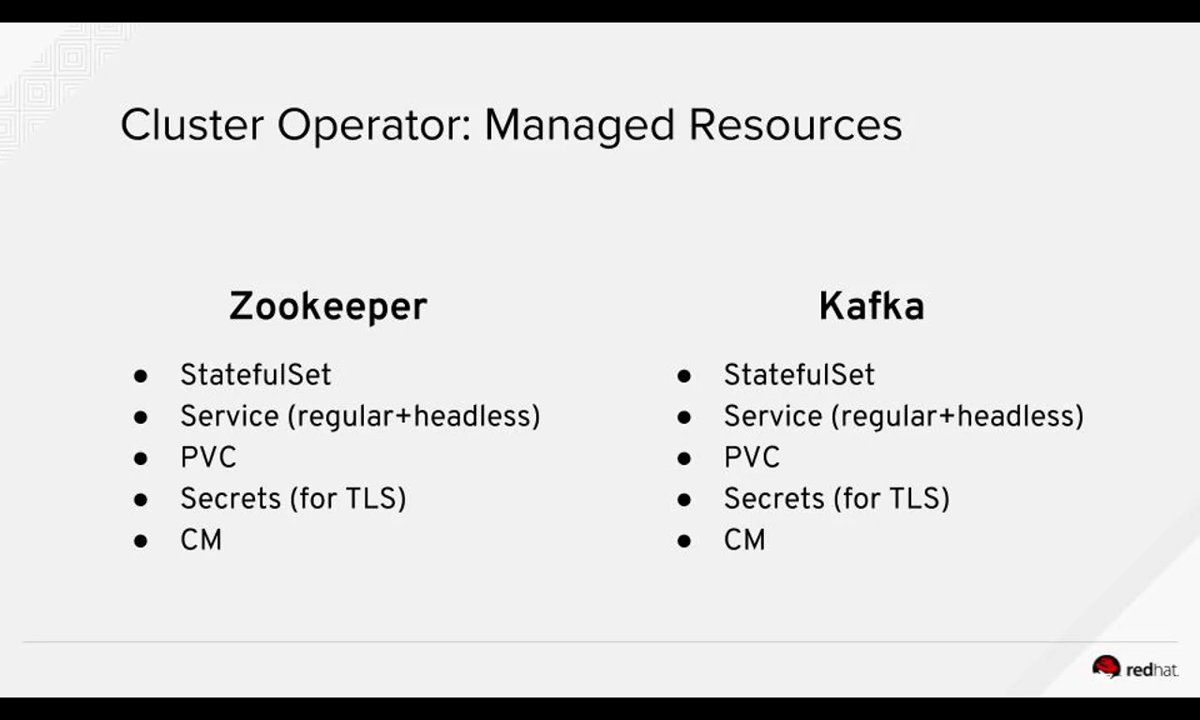 Cluster Operator: Managed Resources
Zookeeper
● StatefulSet
● Service (regular+headless)
● PVC
● Secrets (for TLS)
● CM
Kafka
● StatefulSet
● Service (regular+headless)
● PVC
● Secrets (for TLS)
● CM
redhat.